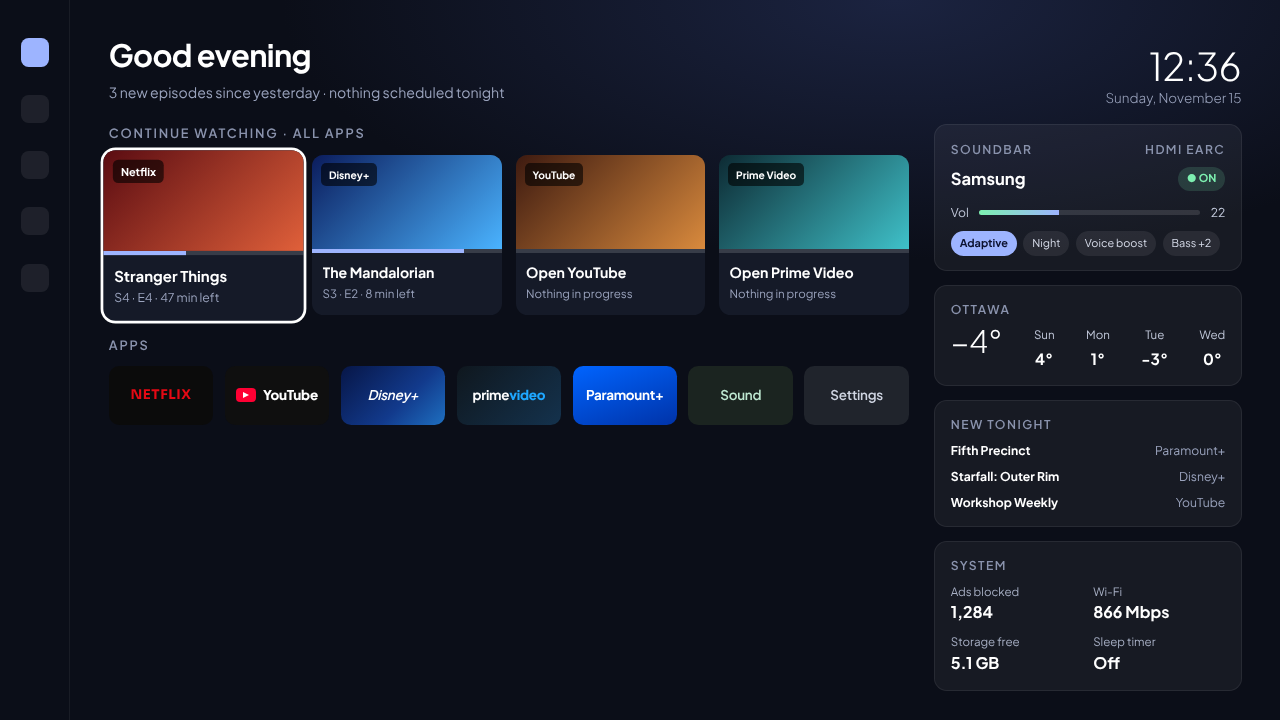 Good evening
3 new episodes since yesterday · nothing scheduled tonight
12:36
Sunday, November 15
CONTINUE WATCHING · ALL APPS
Netflix
Stranger Things
S4 · E4 · 47 min left
Disney+
The Mandalorian
S3 · E2 · 8 min left
YouTube
Open YouTube
Nothing in progress
Prime Video
Open Prime Video
Nothing in progress
APPS
NETFLIX
YouTube
Disney+
primevideo
Paramount+
Sound
Settings
SOUNDBAR HDMI EARC
Samsung ON
Vol 22
Adaptive Night Voice boost Bass +2
OTTAWA
−4° Sun Mon Tue Wed
4° 1° -3° 0°
NEW TONIGHT
Fifth Precinct Paramount+
Starfall: Outer Rim Disney+
Workshop Weekly YouTube
SYSTEM
Ads blocked Wi-Fi
1,284 866 Mbps
Storage free Sleep timer
5.1 GB Off